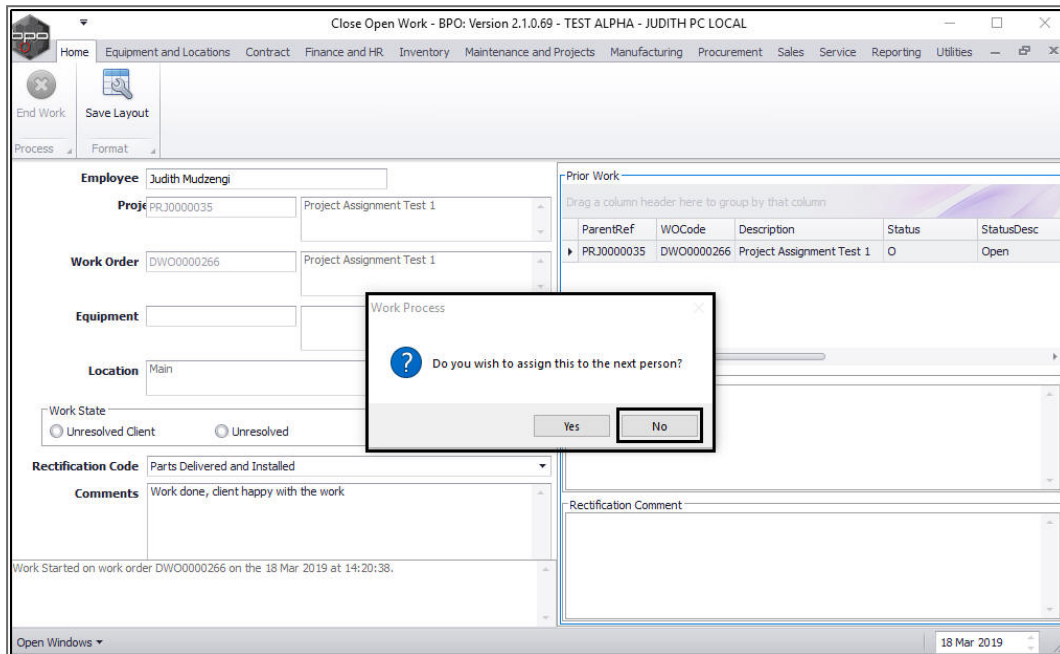 Close Open Work - BPO: Version 2.1.0.69 - TEST ALPHA - JUDITH PC LOCAL
Home Equipment and Locations Contract Finance and HR Inventory Maintenance and Projects Manufacturing Procurement Sales Service Reporting Utilities
End Work Save Layout
Process Format
Employee Judith Mudzengi
Proje PRJ0000035 Project Assignment Test 1
Work Order DWO0000266 Project Assignment Test 1
Equipment
Location Main
Work State
Unresolved Client Unresolved
Rectification Code Parts Delivered and Installed
Comments Work done, client happy with the work
Work Started on work order DWO0000266 on the 18 Mar 2019 at 14:20:38.
Prior Work
Drag a column header here to group by that column
ParentRef WOCode Description Status StatusDesc
PRJ0000035 DWO0000266 Project Assignment Test 1 O Open
Work Process
Do you wish to assign this to the next person?
Yes No
Rectification Comment
Open Windows 18 Mar 2019